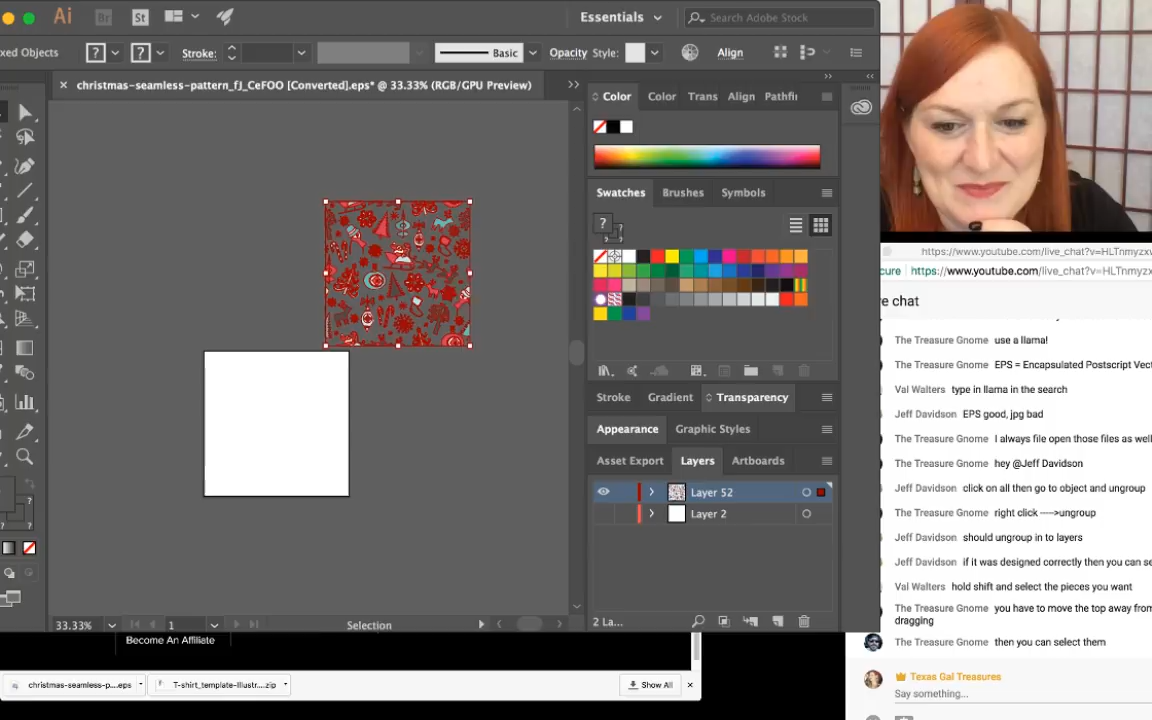 Ai
Br
St
Essentials
Search Adobe Stock
xed Objects
?
?
Stroke:
Basic
Opacity
Style:
Align
christmas-seamless-pattern_fJ_CeFOO [Converted].eps* @ 33.33% (RGB/GPU Preview)
Color
Color
Trans
Align
Pathfi
Swatches
Brushes
Symbols
?
Stroke
Gradient
Transparency
Appearance
Graphic Styles
Asset Export
Layers
Artboards
Layer 52
Layer 2
2 La...
?
?
33.33%
1
Selection
Become An Affiliate
christmas-seamless-p....eps
T-shirt_template-Illustr....zip
Show All
https://www.youtube.com/live_chat?v=HLTnmyzxv
cure
https://www.youtube.com/live_chat?v=HLTnmyzx
ve chat
The Treasure Gnome use a llama!
The Treasure Gnome EPS = Encapsulated Postscript Vect
Val Walters type in llama in the search
Jeff Davidson EPS good, jpg bad
The Treasure Gnome I always file open those files as well
The Treasure Gnome hey @Jeff Davidson
Jeff Davidson click on all then go to object and ungroup
The Treasure Gnome right click ---->ungroup
Jeff Davidson should ungroup in to layers
Jeff Davidson if it was designed correctly then you can se
Val Walters hold shift and select the pieces you want
The Treasure Gnome you have to move the top away from
dragging
The Treasure Gnome then you can select them
Texas Gal Treasures
Say something...